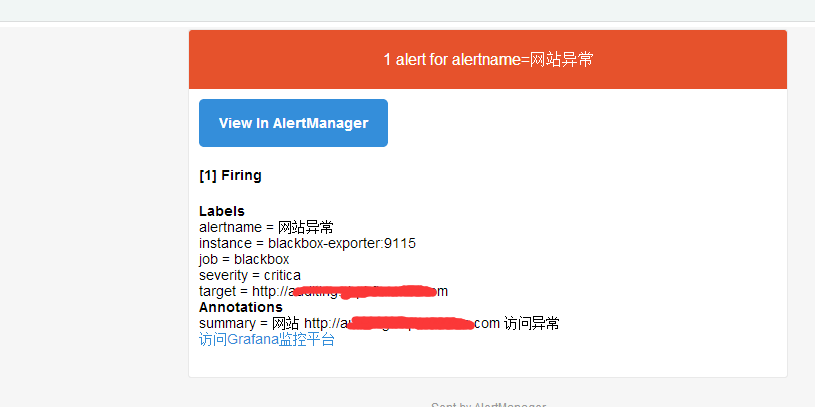 1 alert for alertname=网站异常
View In AlertManager
[1] Firing
Labels
alertname = 网站异常
instance = blackbox-exporter:9115
job = blackbox
severity = critica
target = http://
Annotations
summary = 网站 http://a .com 访问异常
访问Grafana监控平台
Sent by AlertManager